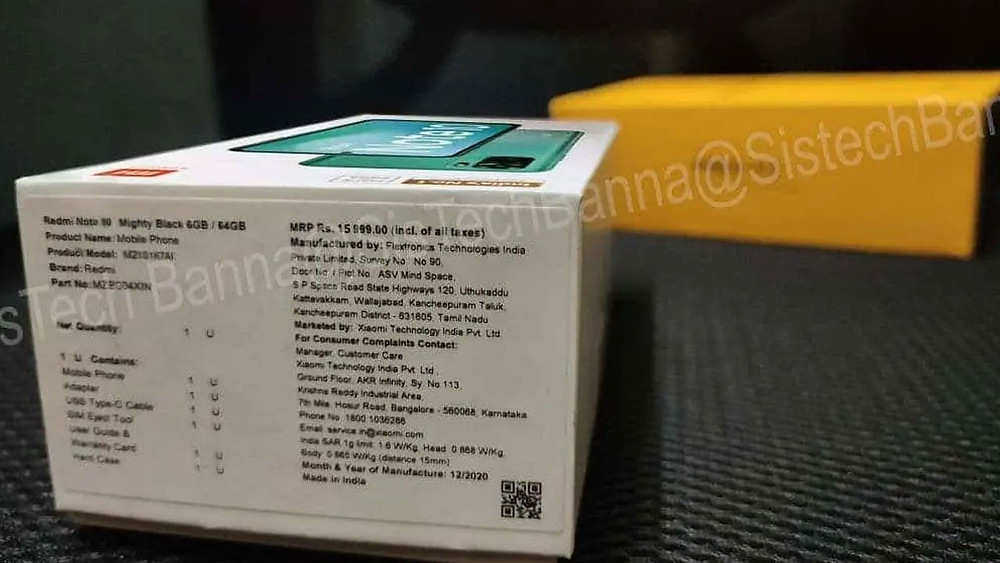 Redmi Note 10 Mighty Black 6GB / 64GB
Product Name: Mobile Phone
Product Model:
Brand: Redmi
Part No:
Net Quantity: 1 U
1 U Contains:
Mobile Phone 1 U
Adapter 1 U
USB Type-C Cable 1 U
SIM Eject Tool 1 U
User Guide &
Warranty Card 1 U
Hard Case 1 U
MRP Rs. 15 999.00 (incl. of all taxes)
Manufactured by: Flextronics Technologies India
Private Limited, Survey No.: No 90,
Door No. / Plot No.: ASV Mind Space,
S P Space Road State Highways 120, Uthukaddu
Kattavakkam, Wallajabad, Kancheepuram Taluk,
Kancheepuram District - 631605, Tamil Nadu
Marketed by: Xiaomi Technology India Pvt. Ltd.
For Consumer Complaints Contact:
Manager, Customer Care
Xiaomi Technology India Pvt. Ltd.,
Ground Floor, AKR Infinity, Sy. No 113,
Krishna Reddy Industrial Area,
7th Mile, Hosur Road, Bangalore - 560068, Karnataka
Phone No. 1800 1036286
Email: service.in@xiaomi.com
India SAR 1g limit: 1.6 W/Kg. Head: 0.868 W/Kg,
Body: 0.865 W/Kg (distance 15mm)
Month & Year of Manufacture: 12/2020
Made in India
sTech Banna@SisTechBanna@SistechBan